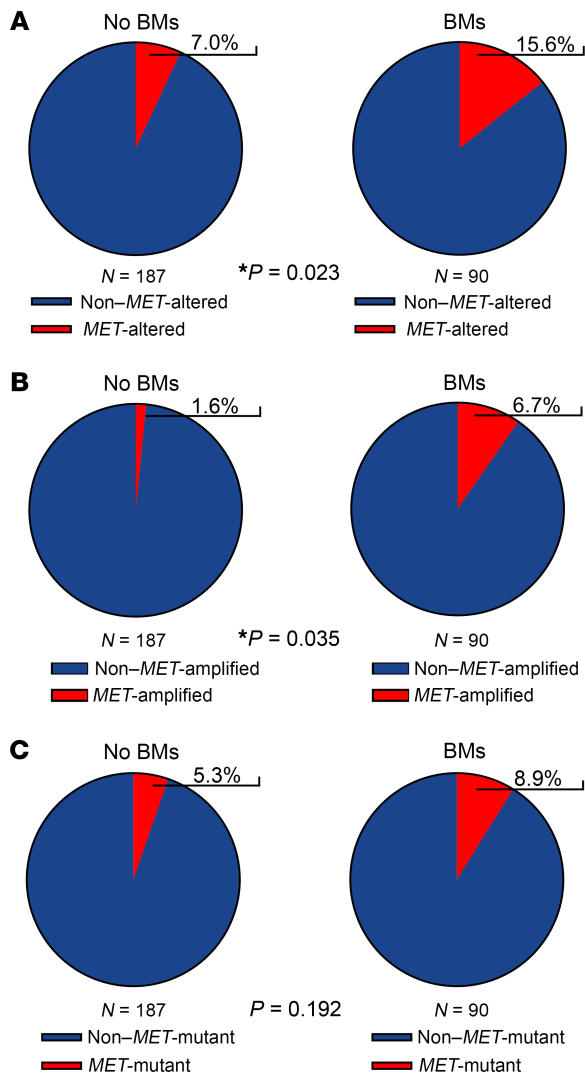 A
No BMs
BMs
7.0%
15.6%
N = 187
*P = 0.023
N = 90
Non–MET-altered
Non–MET-altered
MET-altered
MET-altered
B
No BMs
BMs
1.6%
6.7%
N = 187
*P = 0.035
N = 90
Non–MET-amplified
Non–MET-amplified
MET-amplified
MET-amplified
C
No BMs
BMs
5.3%
8.9%
N = 187
P = 0.192
N = 90
Non–MET-mutant
Non–MET-mutant
MET-mutant
MET-mutant